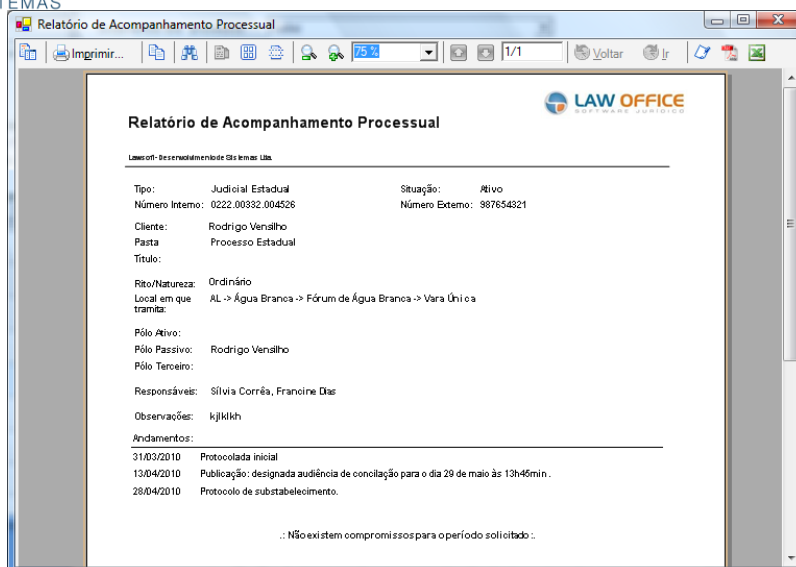 TEMAS
Relatório de Acompanhamento Processual
Imprimir... 75 % 1/1 Voltar Ir
LAW OFFICE
SOFTWARE JURÍDICO
Relatório de Acompanhamento Processual
Lawsoft - Desenvolvimento de Sistemas Ltda.
Tipo: Judicial Estadual Situação: Ativo
Número Interno: 0222.00332.004526 Número Externo: 987654321
Cliente: Rodrigo Vensilho
Pasta Processo Estadual
Título:
Rito/Natureza: Ordinário
Local em que AL -> Água Branca -> Fórum de Água Branca -> Vara Única
tramita:
Pólo Ativo:
Pólo Passivo: Rodrigo Vensilho
Pólo Terceiro:
Responsáveis: Sílvia Corrêa, Francine Dias
Observações: kjlklkh
Andamentos:
31/03/2010 Protocolada inicial
13/04/2010 Publicação: designada audiência de concilação para o dia 29 de maio às 13h45min.
28/04/2010 Protocolo de substabelecimento.
.: Não existem compromissos para o período solicitado :.